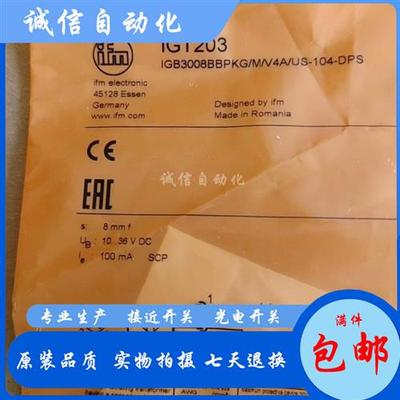 诚信自动化
ifm
IGT203
IGB3008BBPKG/M/V4A/US-104-DPS
ifm electronic
45128 Essen
Germany
www.ifm.com
Designed by ifm
Made in Romania
CE
诚信自动化
EAC
s: 8 mm f
UB: 10...36 V DC
Ie: 100 mA SCP
1
专业生产 接近开关 光电开关
原装品质 实物拍摄 七天退换
满件
包邮